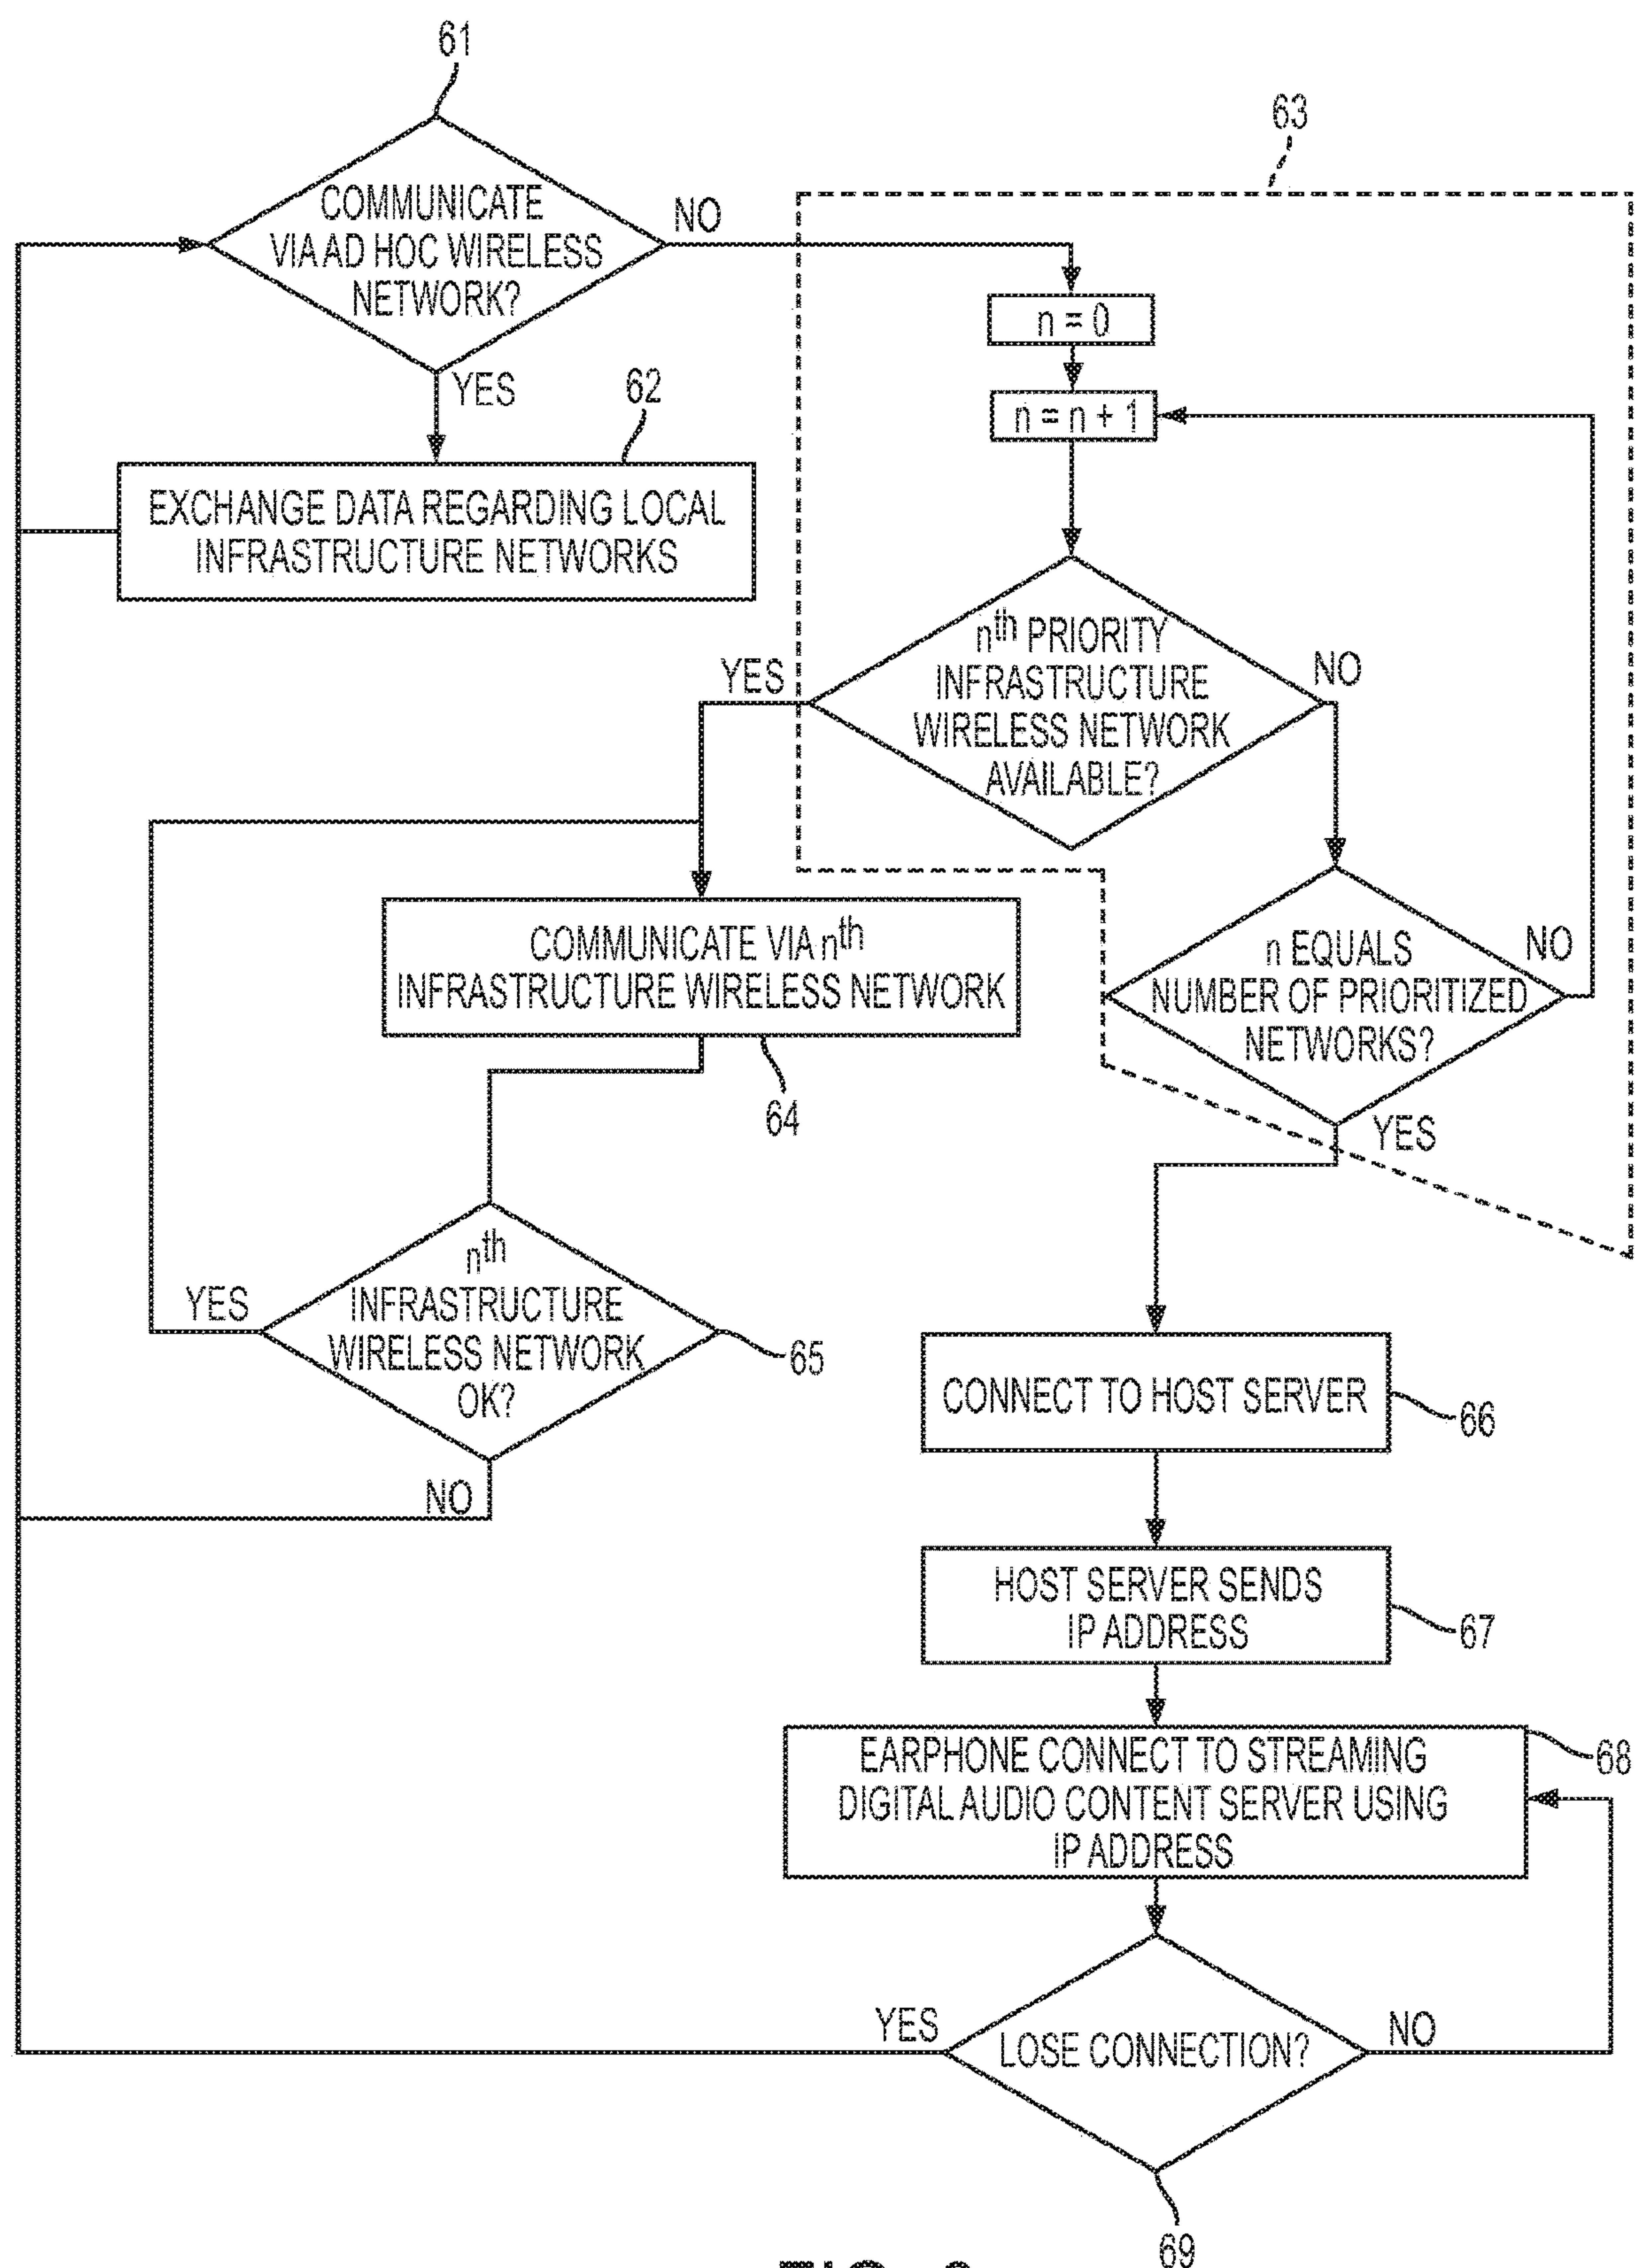 61
COMMUNICATE
VIA AD HOC WIRELESS
NETWORK?
NO
YES
62
EXCHANGE DATA REGARDING LOCAL
INFRASTRUCTURE NETWORKS
63
n = 0
n = n + 1
nth PRIORITY
INFRASTRUCTURE
WIRELESS NETWORK
AVAILABLE?
YES
NO
n EQUALS
NUMBER OF PRIORITIZED
NETWORKS?
NO
YES
COMMUNICATE VIA nth
INFRASTRUCTURE WIRELESS NETWORK
64
nth
INFRASTRUCTURE
WIRELESS NETWORK
OK?
YES
65
NO
CONNECT TO HOST SERVER
66
HOST SERVER SENDS
IP ADDRESS
67
EARPHONE CONNECT TO STREAMING
DIGITAL AUDIO CONTENT SERVER USING
IP ADDRESS
68
LOSE CONNECTION?
YES
NO
69